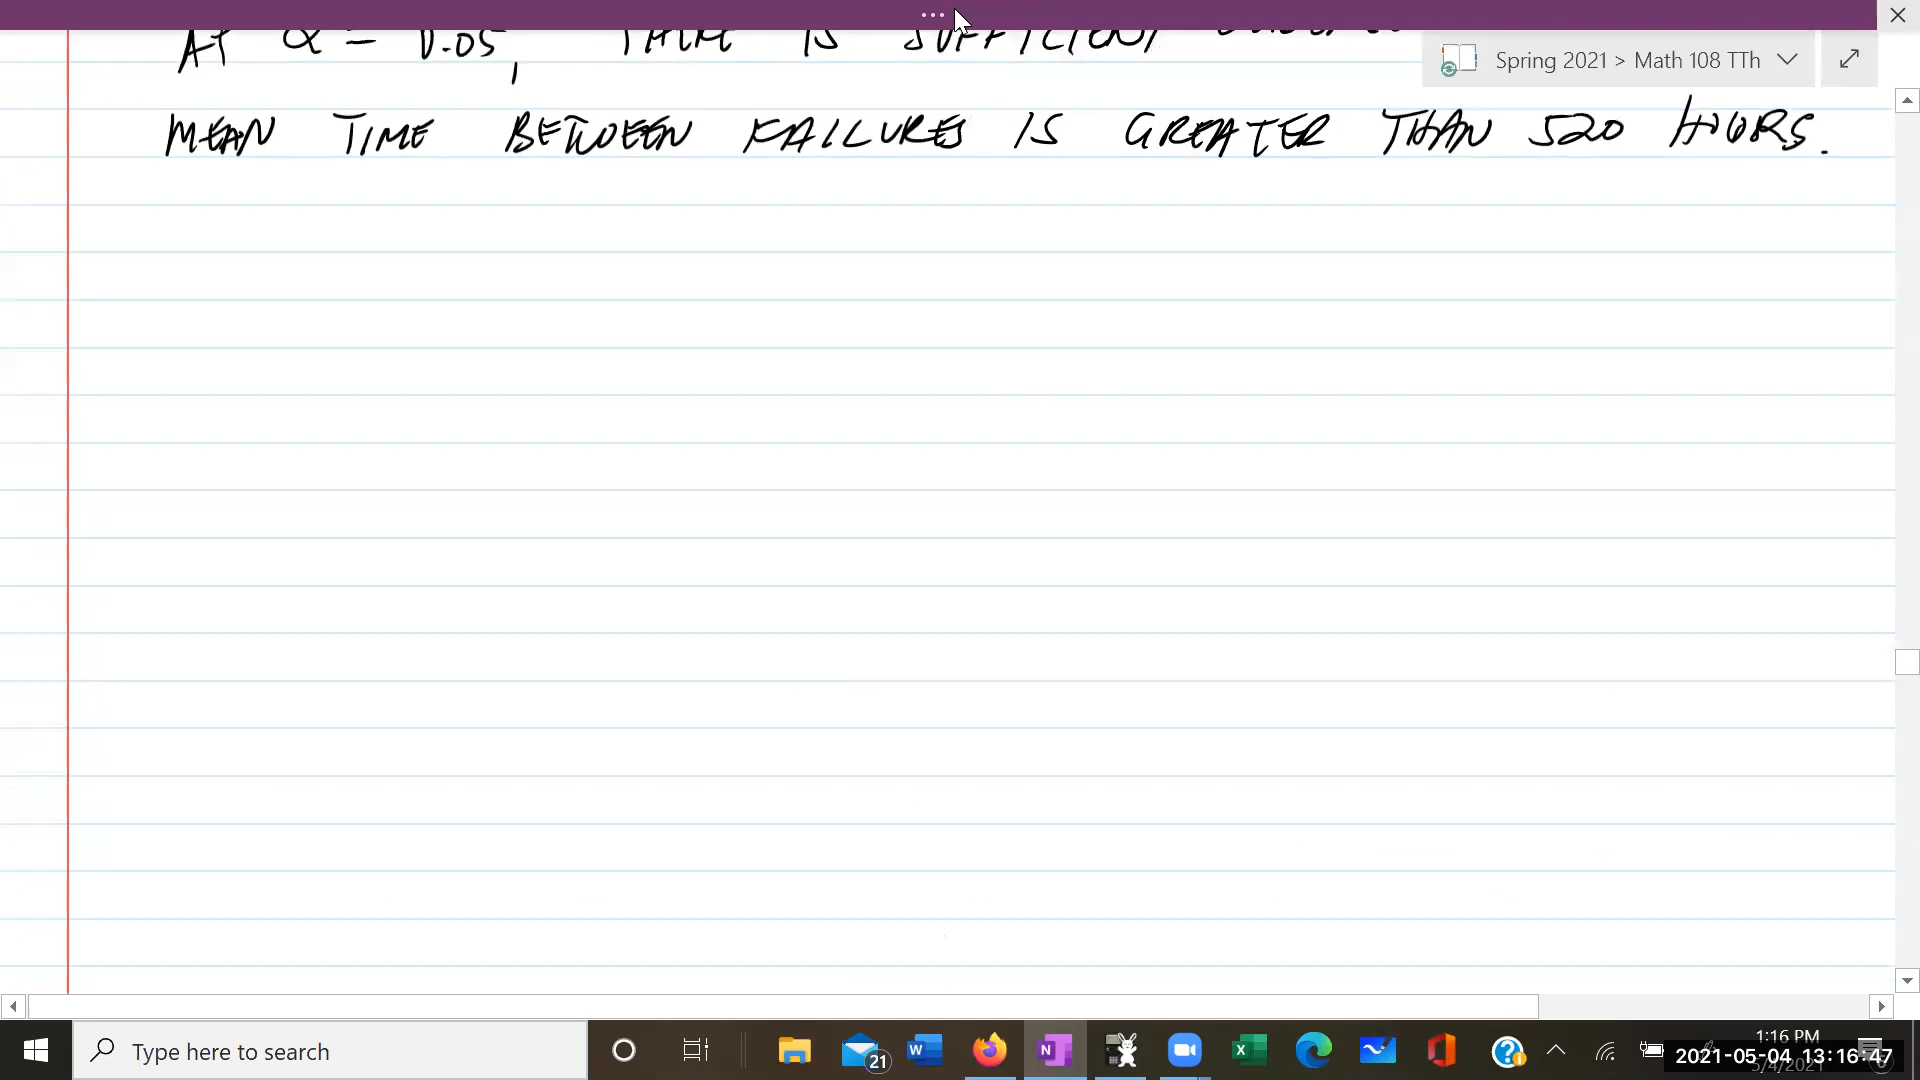 At α = 0.05, THERE IS SUFFICIENT
Spring 2021 > Math 108 TTh
MEAN TIME BETWEEN FAILURES IS GREATER THAN 520 HOURS.
Type here to search
21
1:16 PM
2021-05-04 13:16:47